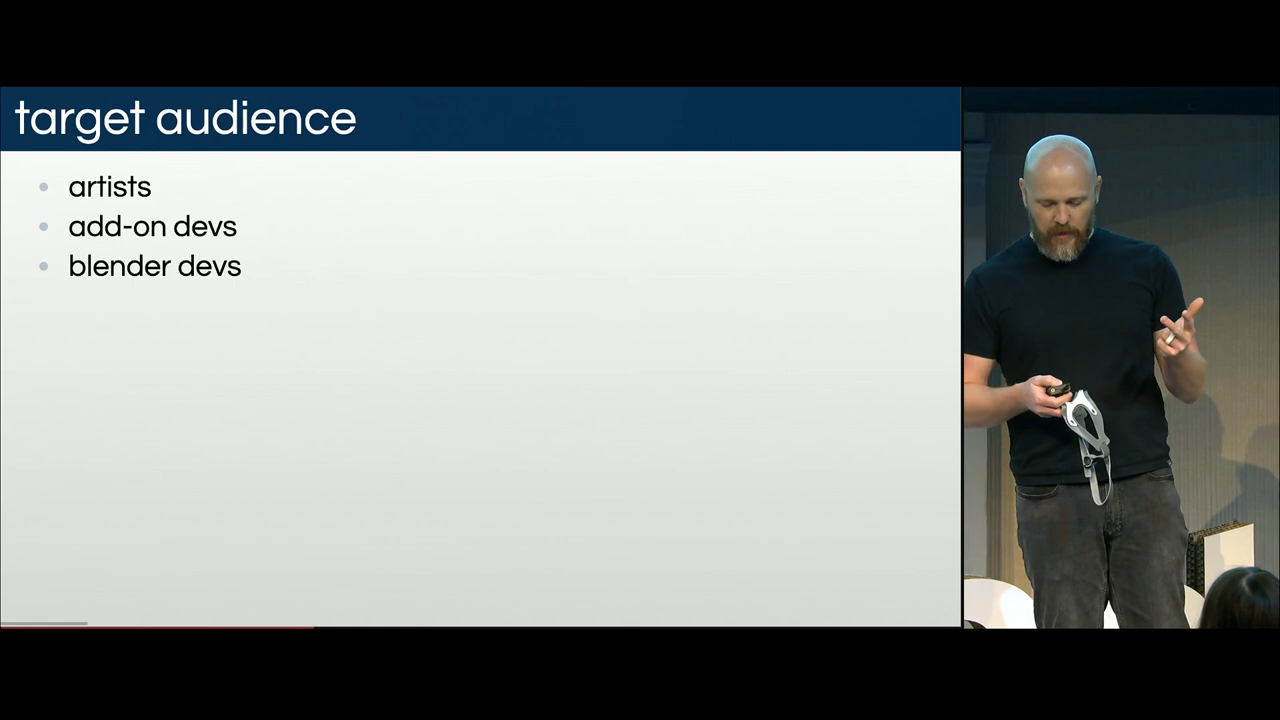 target audience
artists
add-on devs
blender devs